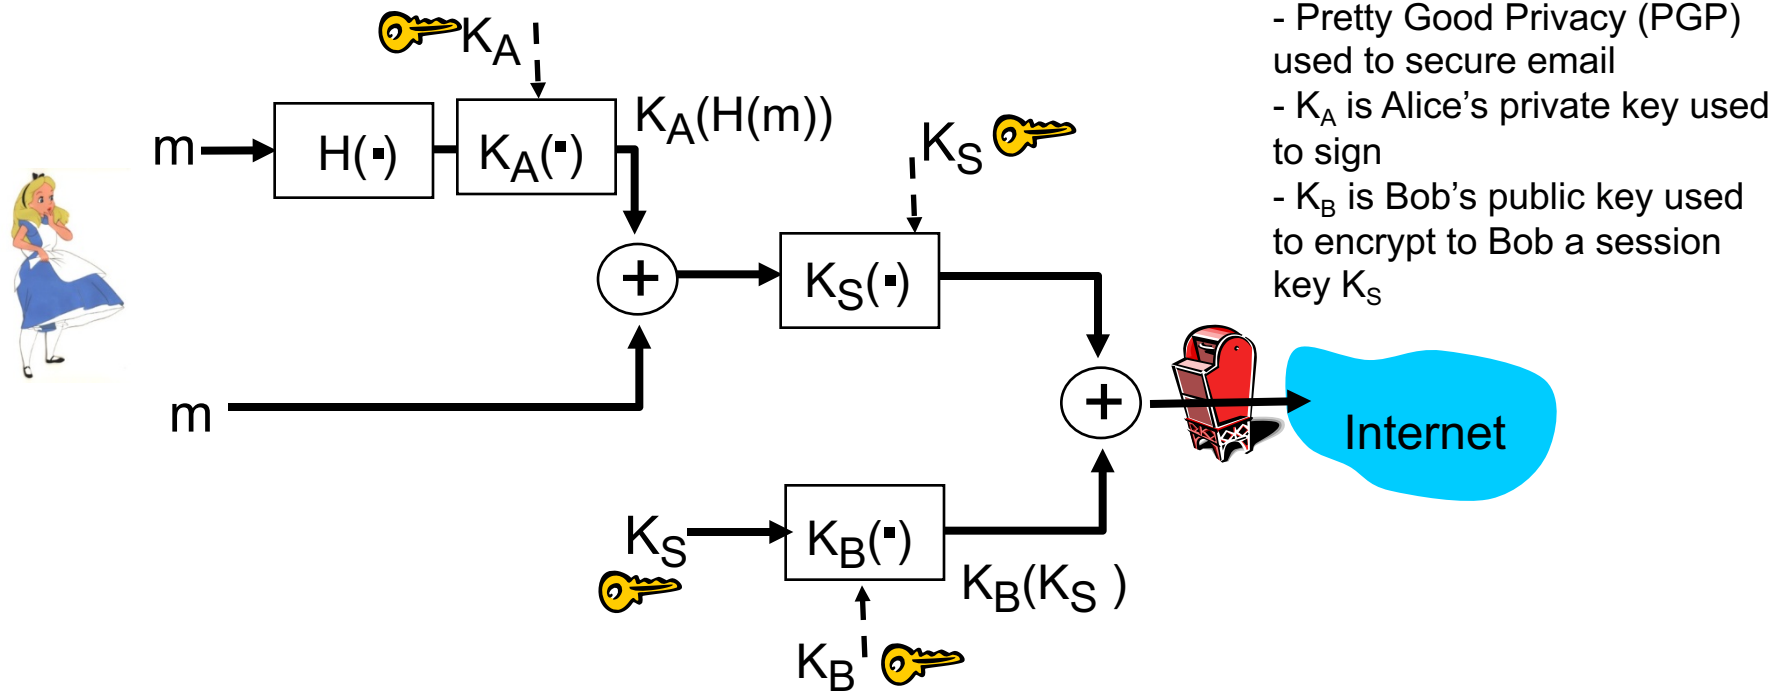 - Pretty Good Privacy (PGP)
used to secure email
- K_A is Alice’s private key used
to sign
- K_B is Bob’s public key used
to encrypt to Bob a session
key K_S
K_A
K_A(H(m))
m
H(▪)
K_A(▪)
K_S
+
K_S(▪)
m
+
Internet
K_S
K_B(▪)
K_B(K_S )
K_B